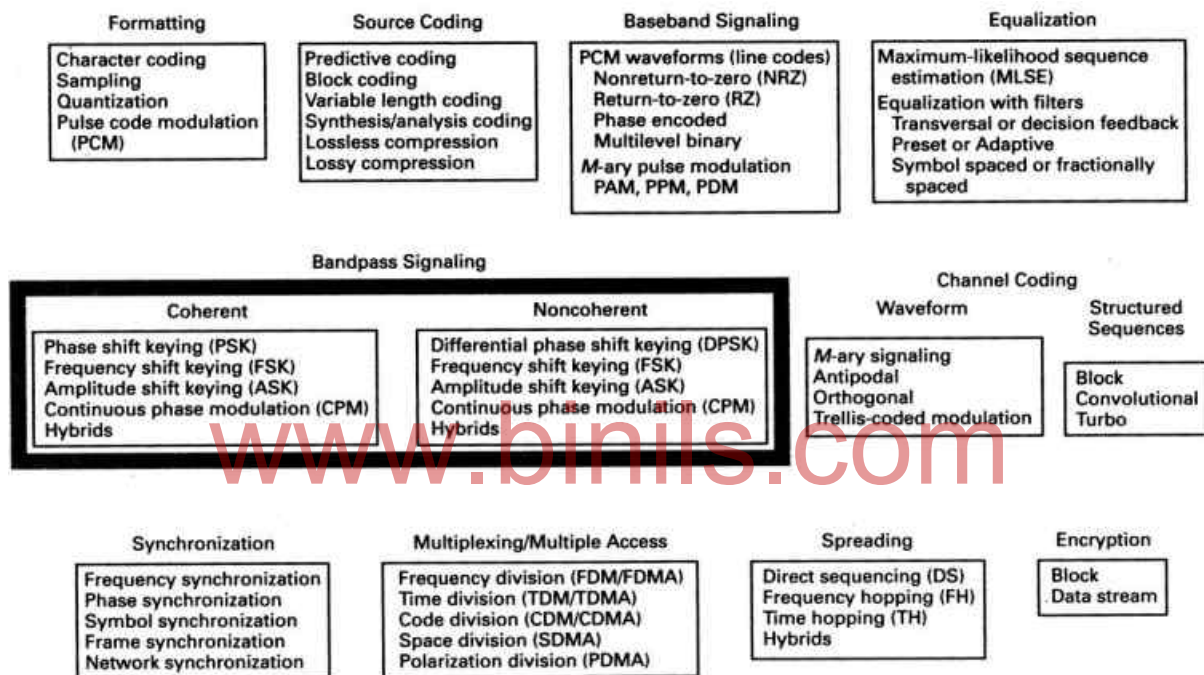 Formatting
Character coding
Sampling
Quantization
Pulse code modulation
(PCM)
Source Coding
Predictive coding
Block coding
Variable length coding
Synthesis/analysis coding
Lossless compression
Lossy compression
Baseband Signaling
PCM waveforms (line codes)
Nonreturn-to-zero (NRZ)
Return-to-zero (RZ)
Phase encoded
Multilevel binary
M-ary pulse modulation
PAM, PPM, PDM
Equalization
Maximum-likelihood sequence
estimation (MLSE)
Equalization with filters
Transversal or decision feedback
Preset or Adaptive
Symbol spaced or fractionally
spaced
Bandpass Signaling
Coherent
Phase shift keying (PSK)
Frequency shift keying (FSK)
Amplitude shift keying (ASK)
Continuous phase modulation (CPM)
Hybrids
Noncoherent
Differential phase shift keying (DPSK)
Frequency shift keying (FSK)
Amplitude shift keying (ASK)
Continuous phase modulation (CPM)
Hybrids
Channel Coding
Waveform
M-ary signaling
Antipodal
Orthogonal
Trellis-coded modulation
Structured
Sequences
Block
Convolutional
Turbo
www.binils.com
Synchronization
Frequency synchronization
Phase synchronization
Symbol synchronization
Frame synchronization
Network synchronization
Multiplexing/Multiple Access
Frequency division (FDM/FDMA)
Time division (TDM/TDMA)
Code division (CDM/CDMA)
Space division (SDMA)
Polarization division (PDMA)
Spreading
Direct sequencing (DS)
Frequency hopping (FH)
Time hopping (TH)
Hybrids
Encryption
Block
Data stream